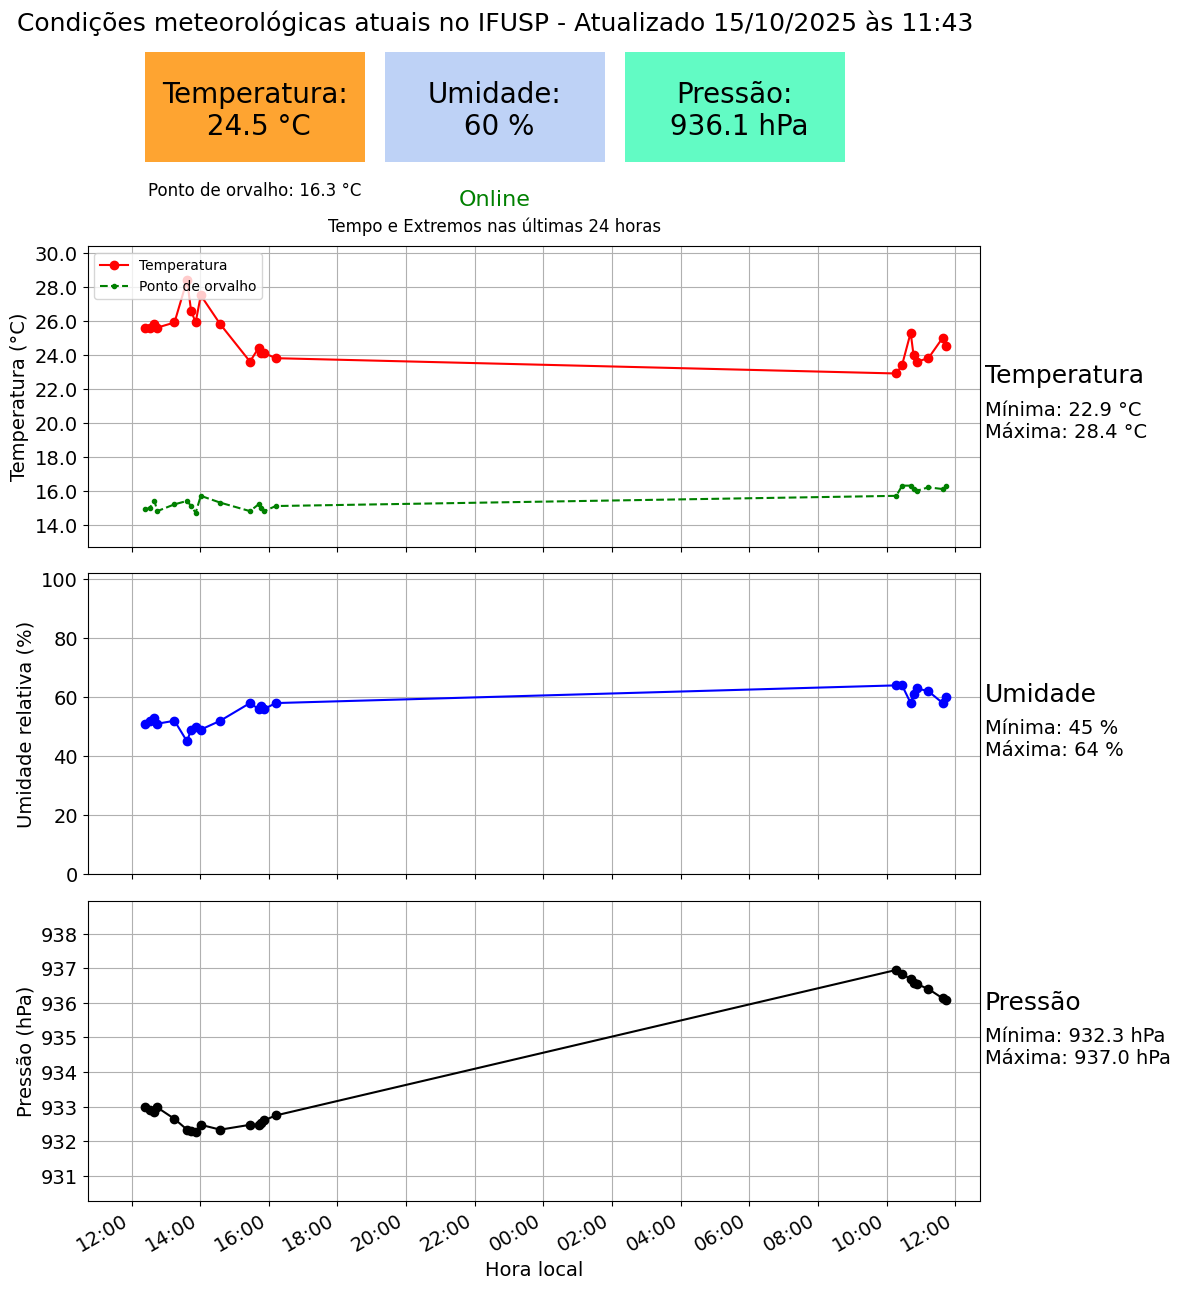 Condições meteorológicas atuais no IFUSP - Atualizado 15/10/2025 às 11:43
Temperatura:
24.5 °C
Umidade:
60 %
Pressão:
936.1 hPa
Ponto de orvalho: 16.3 °C
Online
Tempo e Extremos nas últimas 24 horas
Temperatura (°C)
30.0
28.0
26.0
24.0
22.0
20.0
18.0
16.0
14.0
Temperatura
Ponto de orvalho
Temperatura
Mínima: 22.9 °C
Máxima: 28.4 °C
Umidade relativa (%)
100
80
60
40
20
0
Umidade
Mínima: 45 %
Máxima: 64 %
Pressão (hPa)
938
937
936
935
934
933
932
931
Pressão
Mínima: 932.3 hPa
Máxima: 937.0 hPa
12:00
14:00
16:00
18:00
20:00
22:00
00:00
02:00
04:00
06:00
08:00
10:00
12:00
Hora local